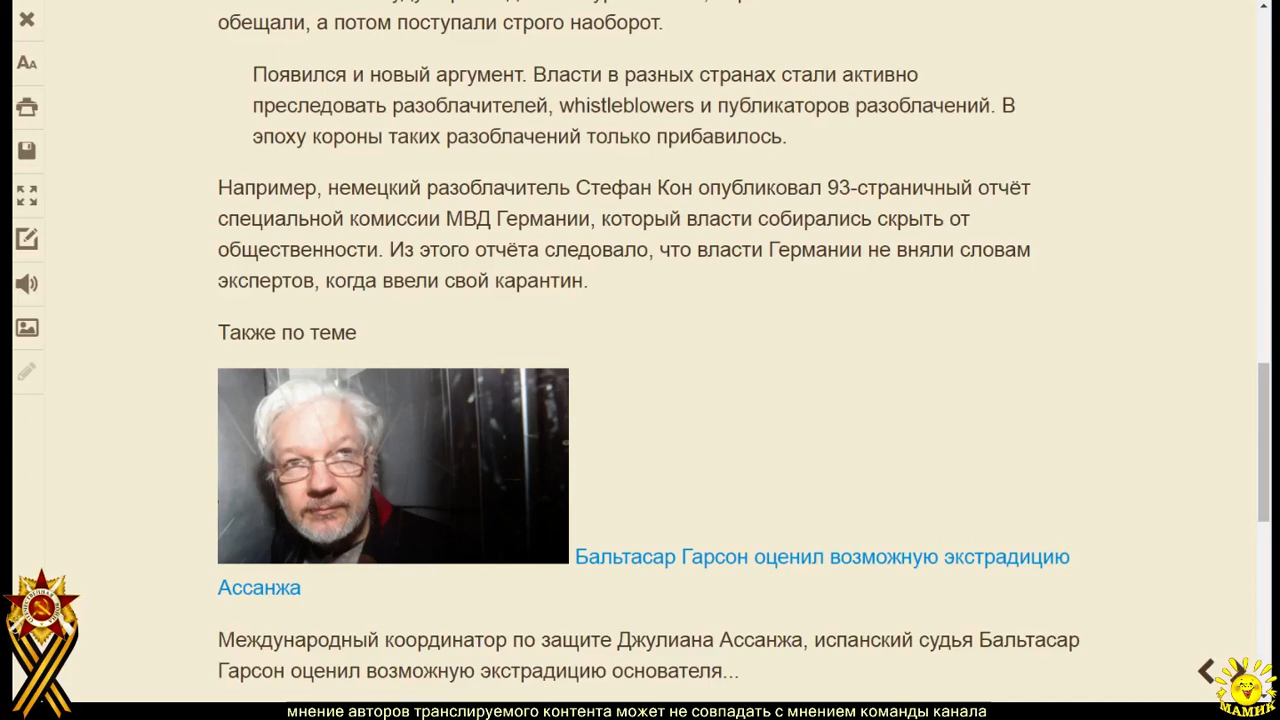 обещали, а потом поступали строго наоборот.
Появился и новый аргумент. Власти в разных странах стали активно
преследовать разоблачителей, whistleblowers и публикаторов разоблачений. В
эпоху короны таких разоблачений только прибавилось.
Например, немецкий разоблачитель Стефан Кон опубликовал 93-страничный отчёт
специальной комиссии МВД Германии, который власти собирались скрыть от
общественности. Из этого отчёта следовало, что власти Германии не вняли словам
экспертов, когда ввели свой карантин.
Также по теме
Бальтасар Гарсон оценил возможную экстрадицию
Ассанжа
Международный координатор по защите Джулиана Ассанжа, испанский судья Бальтасар
Гарсон оценил возможную экстрадицию основателя...
МАМИК
мнение авторов транслируемого контента может не совпадать с мнением команды канала